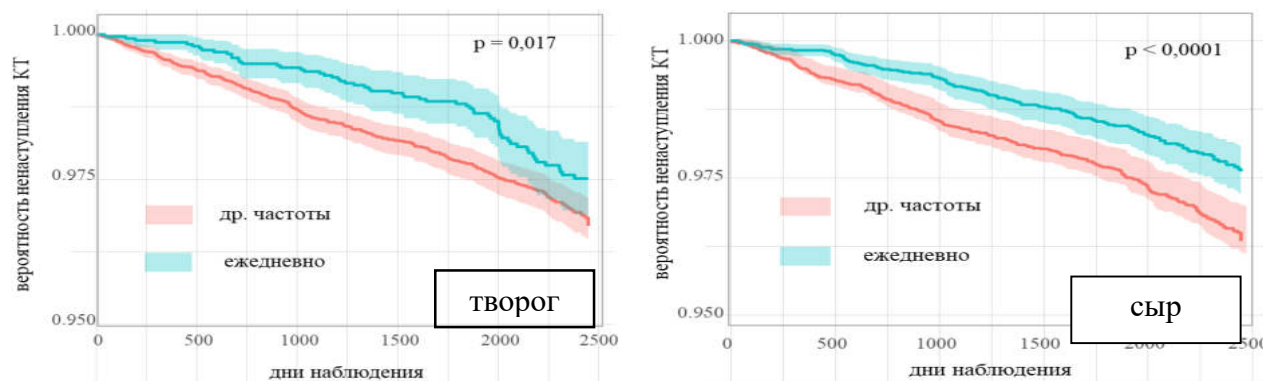 вероятность ненаступления КТ
1.000
0.975
0.950
p = 0,017
др. частоты
ежедневно
творог
0 500 1000 1500 2000 2500
дни наблюдения
вероятность ненаступления КТ
1.000
0.975
0.950
p < 0,0001
др. частоты
ежедневно
сыр
0 500 1000 1500 2000 2500
дни наблюдения